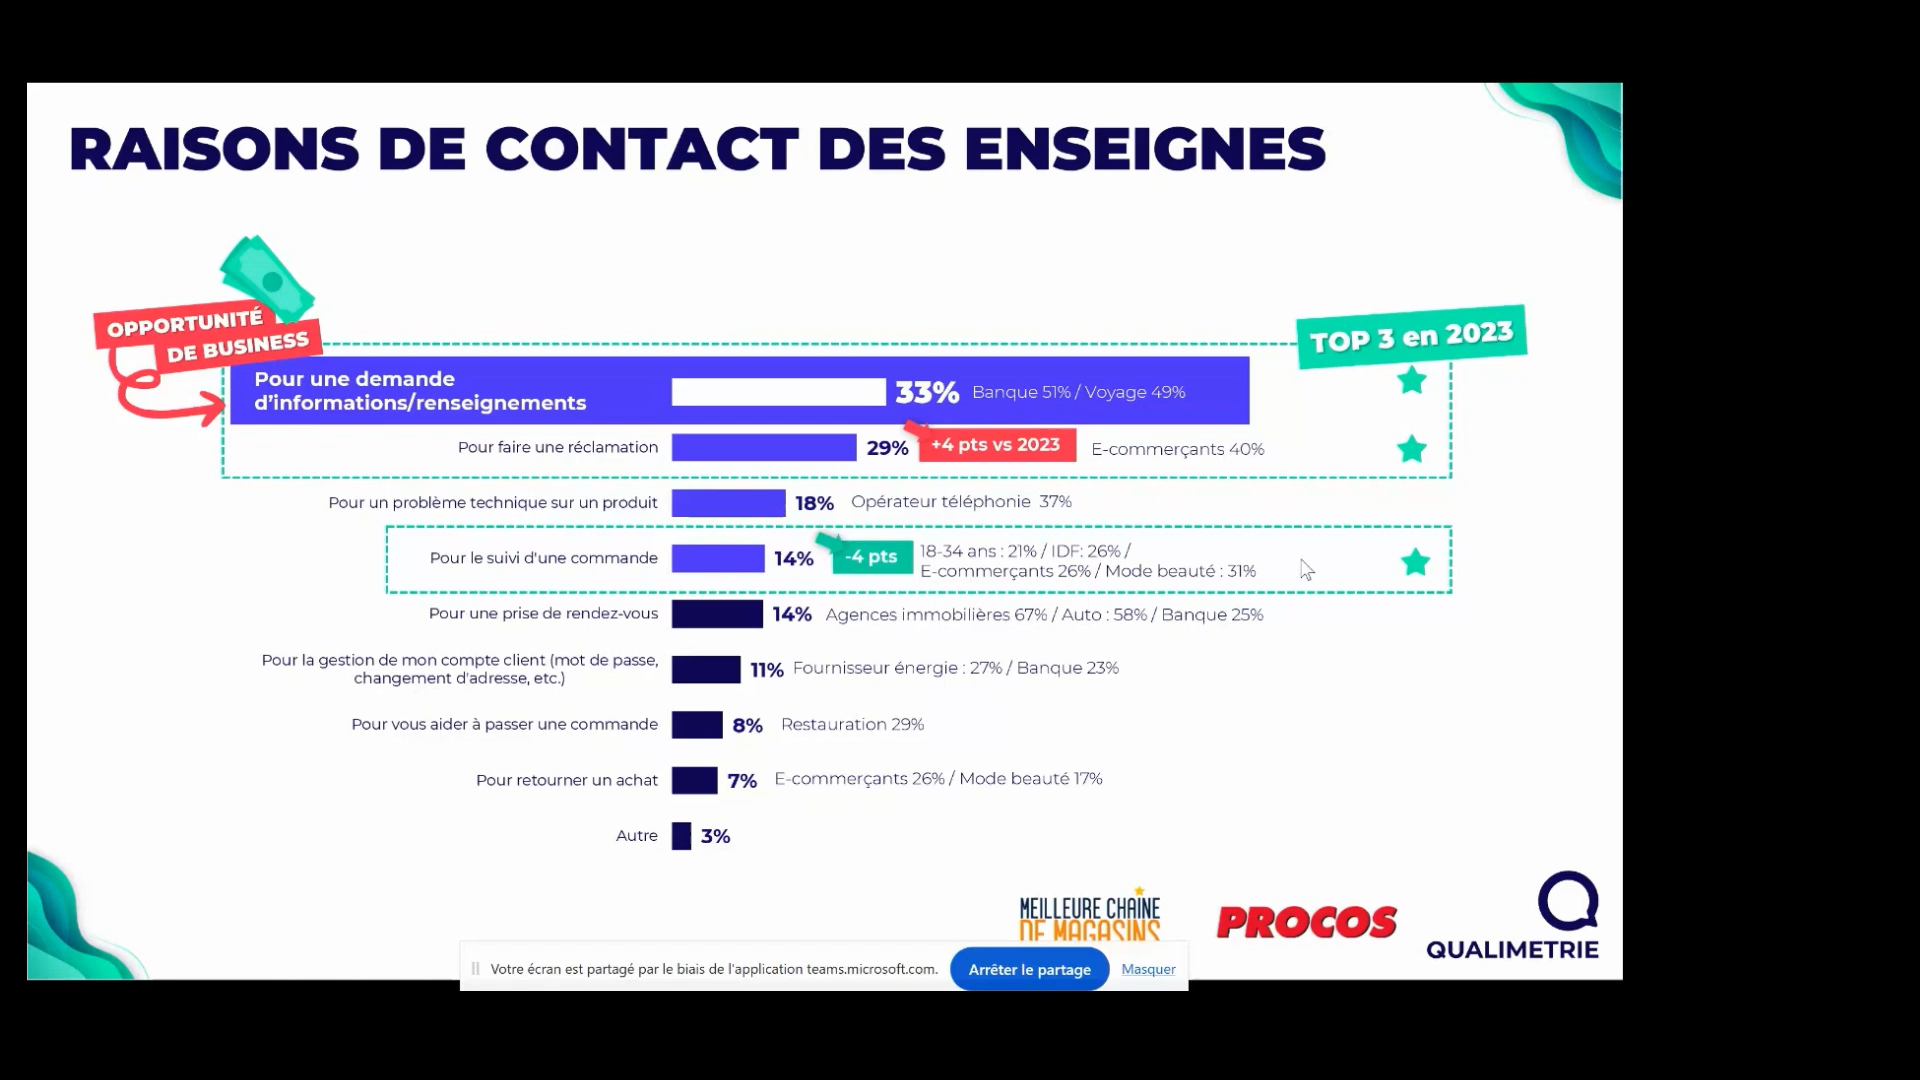 RAISONS DE CONTACT DES ENSEIGNES
OPPORTUNITÉ
DE BUSINESS
TOP 3 en 2023
Pour une demande
d'informations/renseignements
33% Banque 51% / Voyage 49%
Pour faire une réclamation 29% +4 pts vs 2023 E-commerçants 40%
Pour un problème technique sur un produit 18% Opérateur téléphonie 37%
Pour le suivi d'une commande 14% -4 pts
18-34 ans : 21% / IDF: 26% /
E-commerçants 26% / Mode beauté : 31%
Pour une prise de rendez-vous 14% Agences immobilières 67% / Auto : 58% / Banque 25%
Pour la gestion de mon compte client (mot de passe,
changement d'adresse, etc.)
11% Fournisseur énergie : 27% / Banque 23%
Pour vous aider à passer une commande 8% Restauration 29%
Pour retourner un achat 7% E-commerçants 26% / Mode beauté 17%
Autre 3%
MEILLEURE CHAÎNE
DE MAGASINS
PROCOS
QUALIMETRIE
Votre écran est partagé par le biais de l'application teams.microsoft.com. Arrêter le partage Masquer